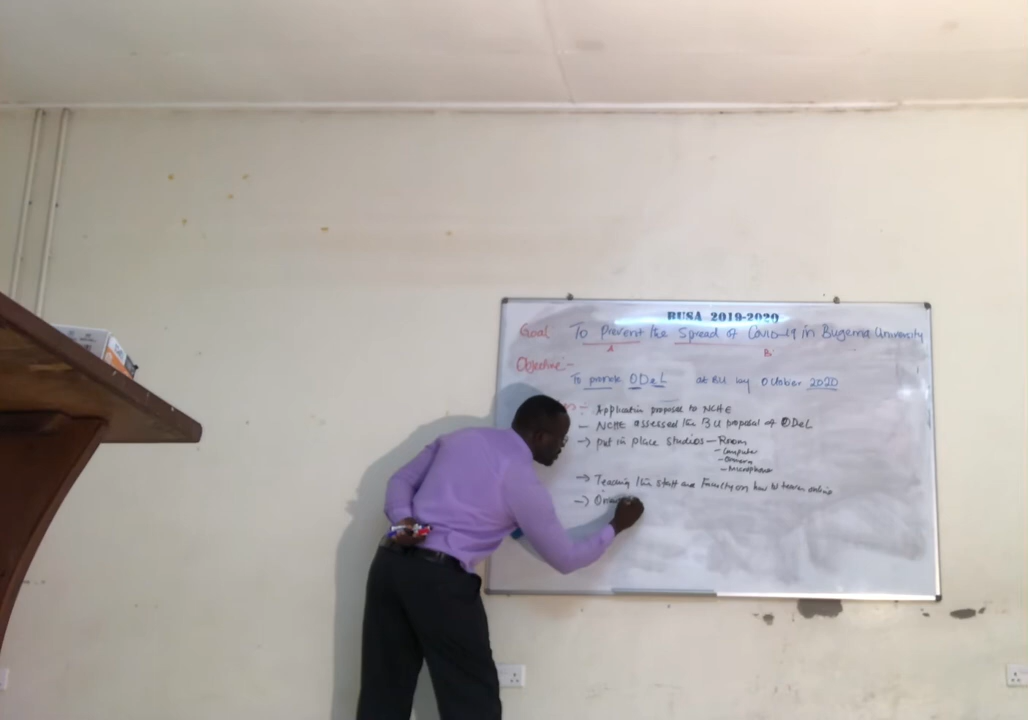 BUSA 2019-2020
Goal To Prevent the Spread of Covid-19 in Bugema University
A B
Objective:-
To provide ODeL at BU by October 2020
:- Application proposal to NCHE
- NCHE assessed the BU proposal of ODeL
-> put in place studios - Room
- Computer
- Camera
- Microphone
-> Teaching the staff and Faculty on how to teach online
->